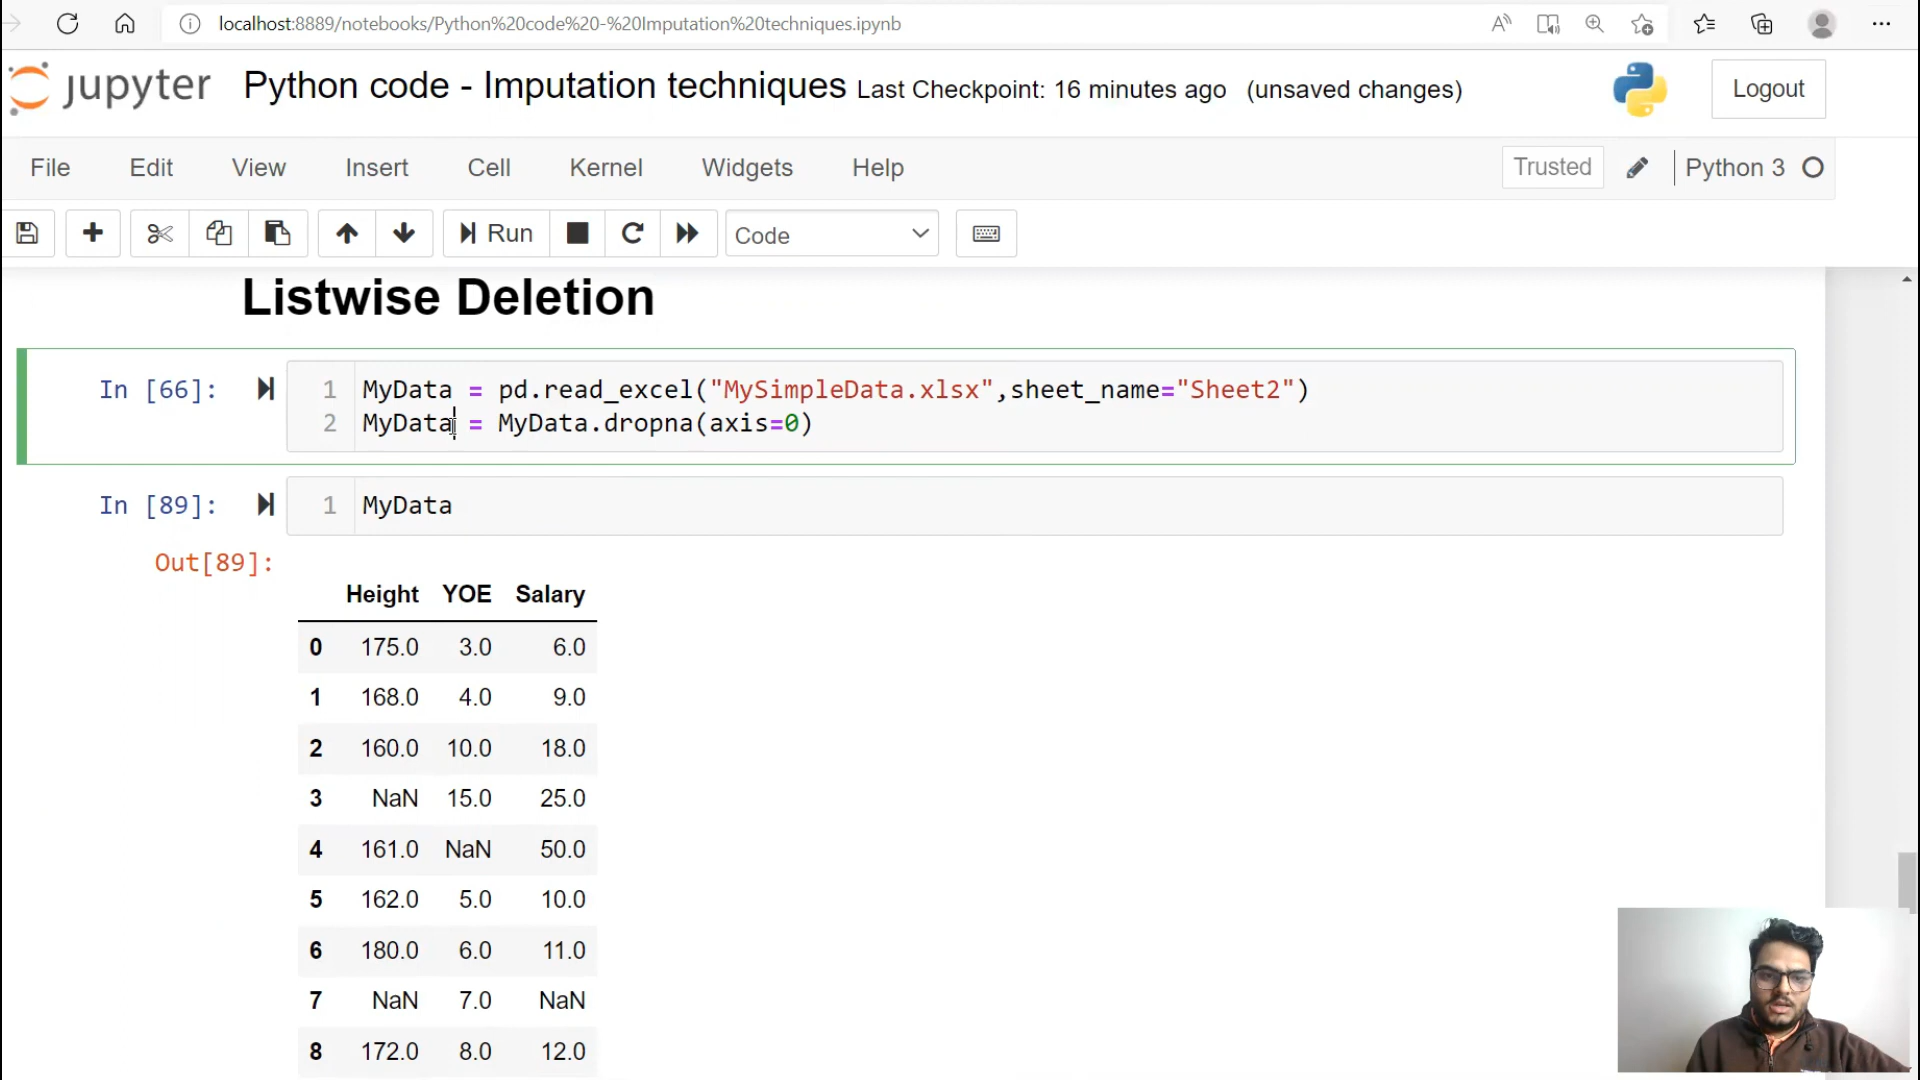 localhost:8889/notebooks/Python%20code%20-%20Imputation%20techniques.ipynb
jupyter Python code - Imputation techniques Last Checkpoint: 16 minutes ago (unsaved changes) Logout
File Edit View Insert Cell Kernel Widgets Help Trusted Python 3
Run Code
Listwise Deletion
In [66]: 1 MyData = pd.read_excel("MySimpleData.xlsx",sheet_name="Sheet2")
2 MyData = MyData.dropna(axis=0)
In [89]: 1 MyData
Out[89]:
Height YOE Salary
0 175.0 3.0 6.0
1 168.0 4.0 9.0
2 160.0 10.0 18.0
3 NaN 15.0 25.0
4 161.0 NaN 50.0
5 162.0 5.0 10.0
6 180.0 6.0 11.0
7 NaN 7.0 NaN
8 172.0 8.0 12.0